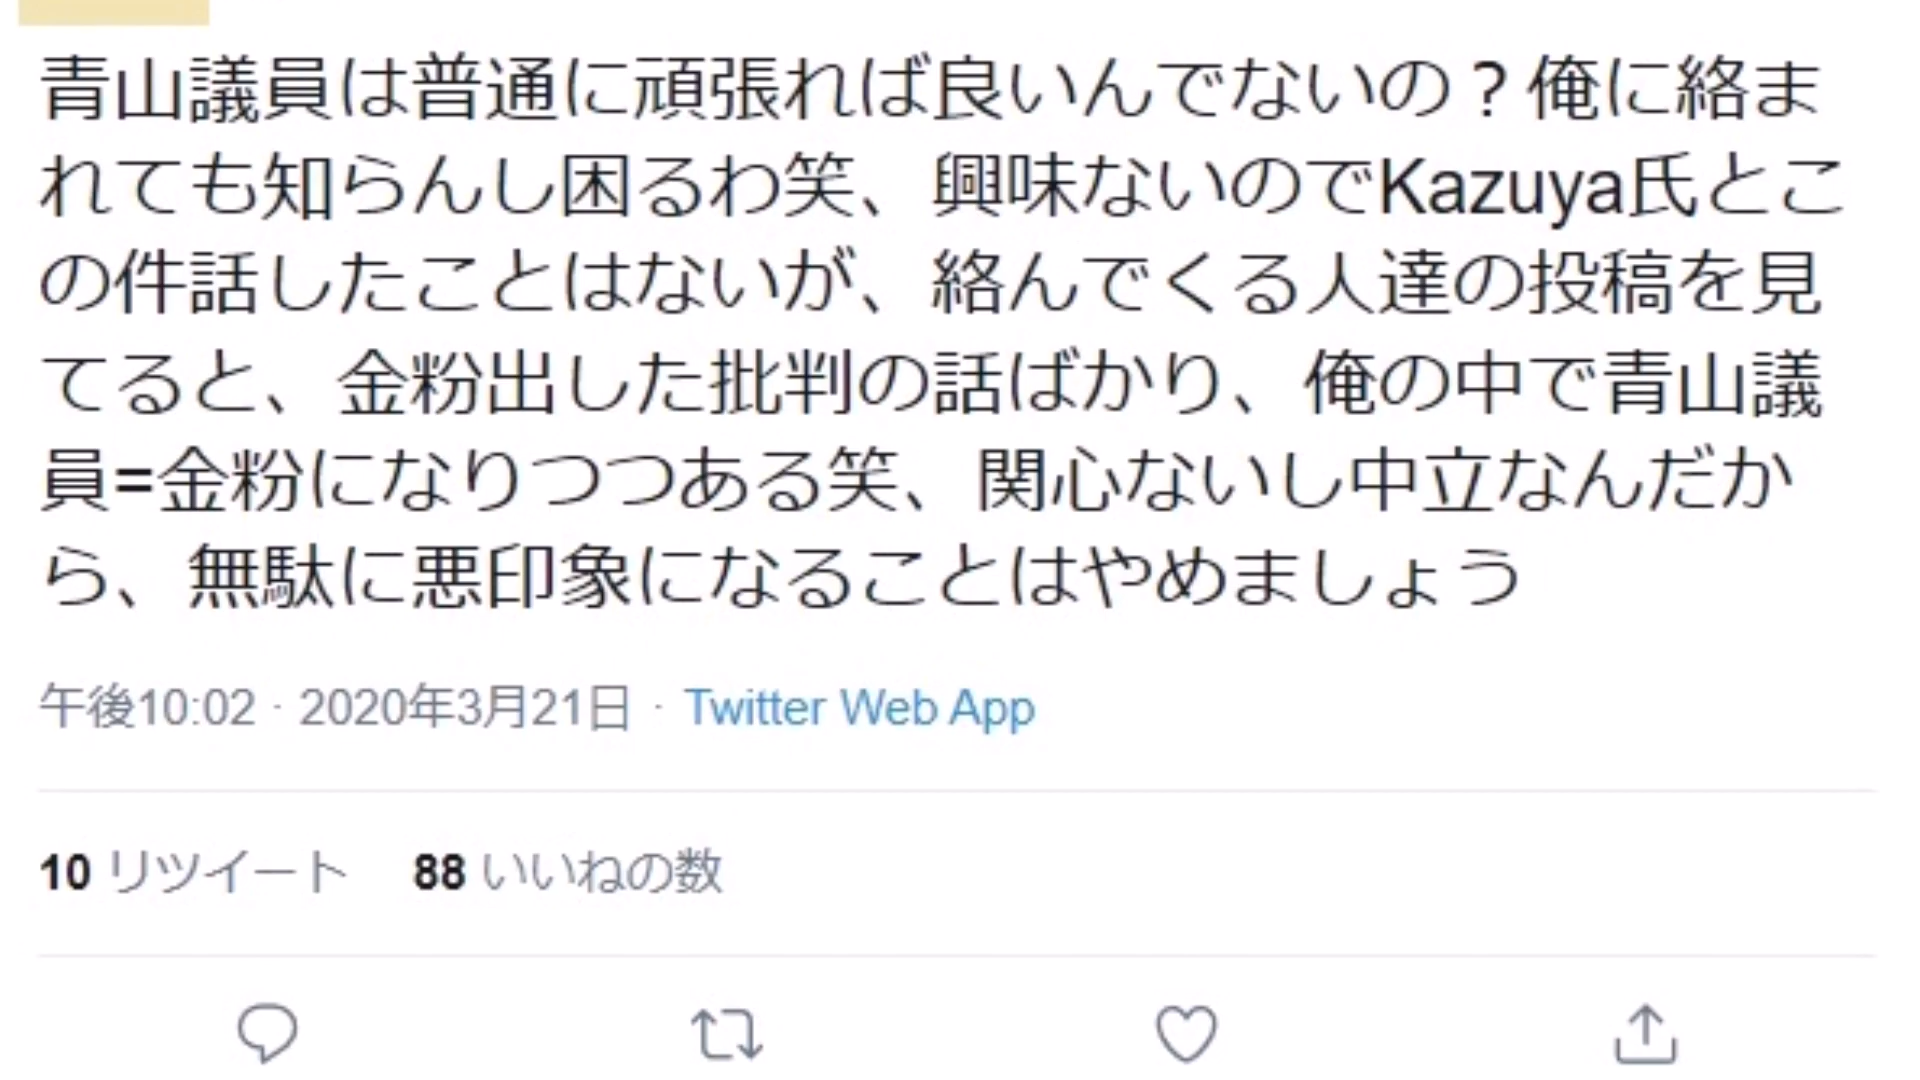 青山議員は普通に頑張れば良いんでないの？俺に絡ま
れても知らんし困るわ笑、興味ないのでKazuya氏とこ
の件話したことはないが、絡んでくる人達の投稿を見
てると、金粉出した批判の話ばかり、俺の中で青山議
員=金粉になりつつある笑、関心ないし中立なんだか
ら、無駄に悪印象になることはやめましょう
午後10:02 · 2020年3月21日 · Twitter Web App
10 リツイート 88 いいねの数